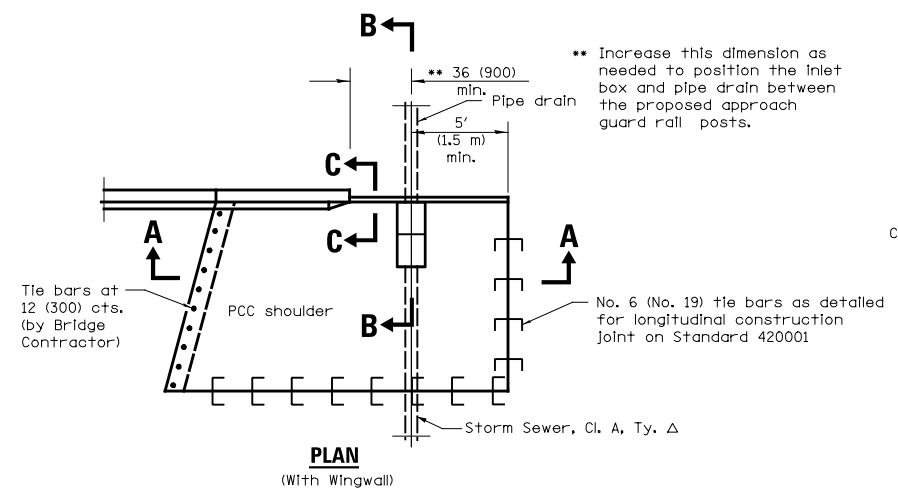 B
** 36 (900)
min.
Pipe drain
5'
(1.5 m)
min.
** Increase this dimension as
needed to position the inlet
box and pipe drain between
the proposed approach
guard rail posts.
C
C
A
A
C
Tie bars at
12 (300) cts.
(by Bridge
Contractor)
PCC shoulder
B
No. 6 (No. 19) tie bars as detailed
for longitudinal construction
joint on Standard 420001
Storm Sewer, Cl. A, Ty. △
PLAN
(With Wingwall)